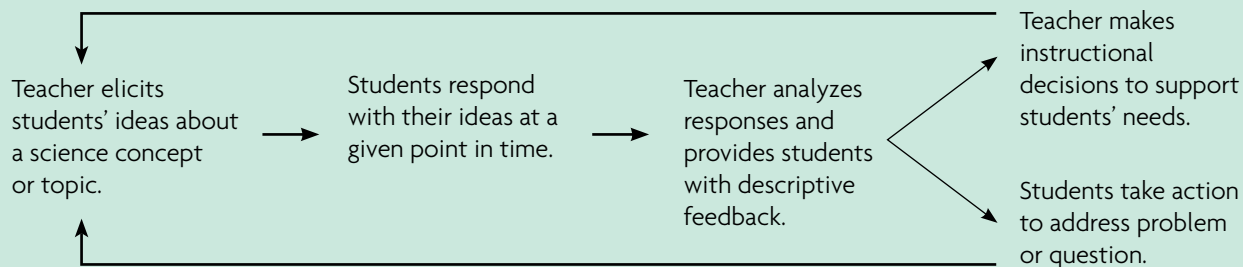 Teacher elicits
students’ ideas about
a science concept
or topic.
Students respond
with their ideas at a
given point in time.
Teacher analyzes
responses and
provides students
with descriptive
feedback.
Teacher makes
instructional
decisions to support
students’ needs.
Students take action
to address problem
or question.